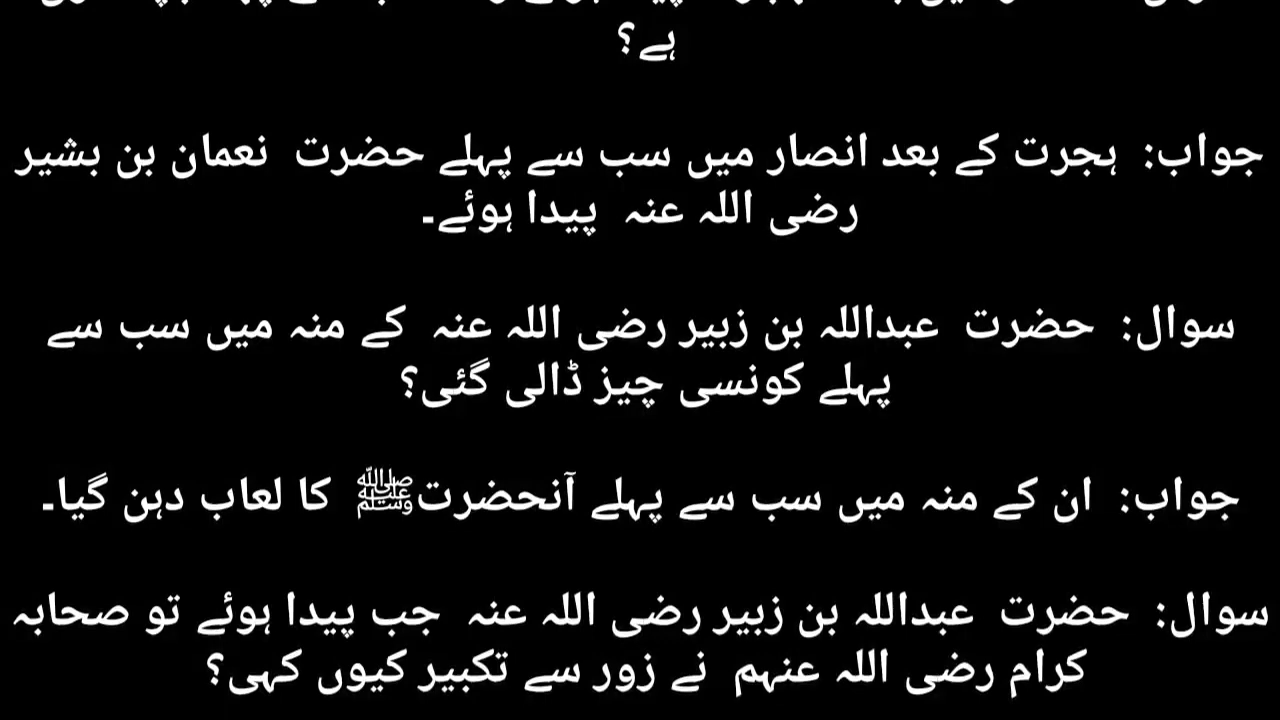 ہے؟
جواب: ہجرت کے بعد انصار میں سب سے پہلے حضرت نعمان بن بشیر
رضی اللہ عنہ پیدا ہوئے۔
سوال: حضرت عبداللہ بن زبیر رضی اللہ عنہ کے منہ میں سب سے
پہلے کونسی چیز ڈالی گئی؟
جواب: ان کے منہ میں سب سے پہلے آنحضرتﷺ کا لعاب دہن گیا۔
سوال: حضرت عبداللہ بن زبیر رضی اللہ عنہ جب پیدا ہوئے تو صحابہ
کرام رضی اللہ عنہم نے زور سے تکبیر کیوں کہی؟